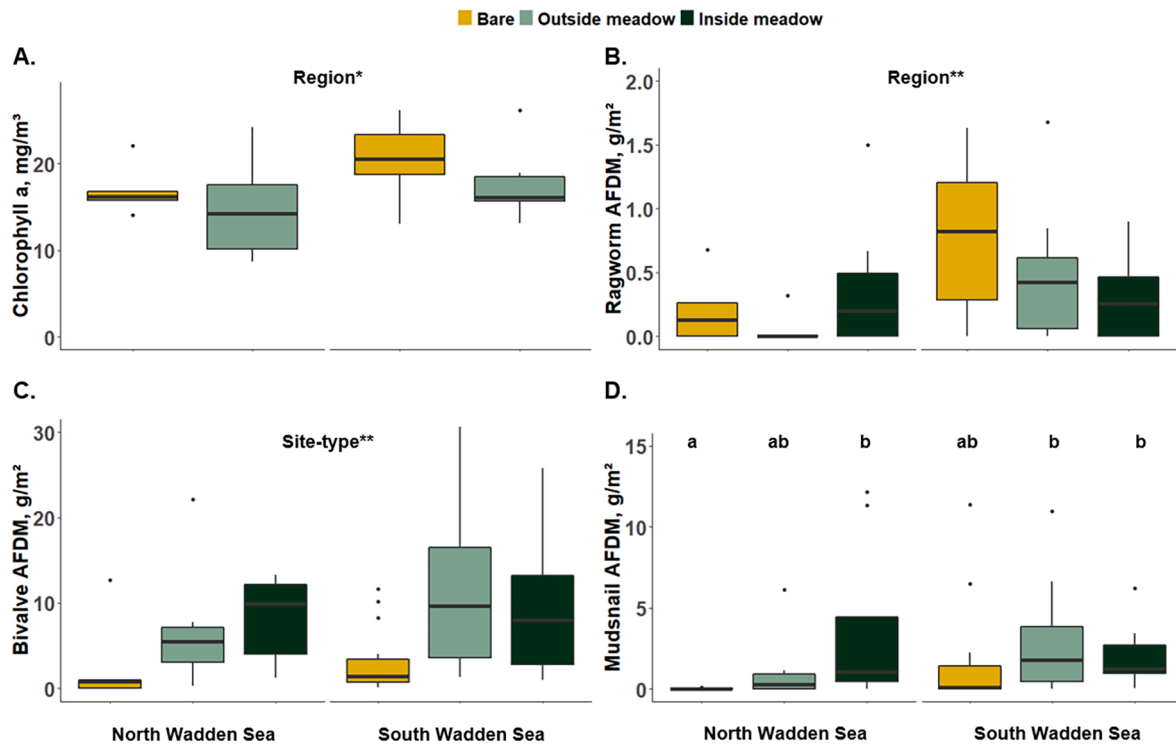 Bare Outside meadow Inside meadow
A.
Region*
Chlorophyll a, mg/m³
20
10
0
B.
Region**
Ragworm AFDM, g/m²
2.0
1.5
1.0
0.5
0.0
C.
Site-type**
Bivalve AFDM, g/m²
30
20
10
0
North Wadden Sea South Wadden Sea
D.
a ab b ab b b
Mudsnail AFDM, g/m²
15
10
5
0
North Wadden Sea South Wadden Sea